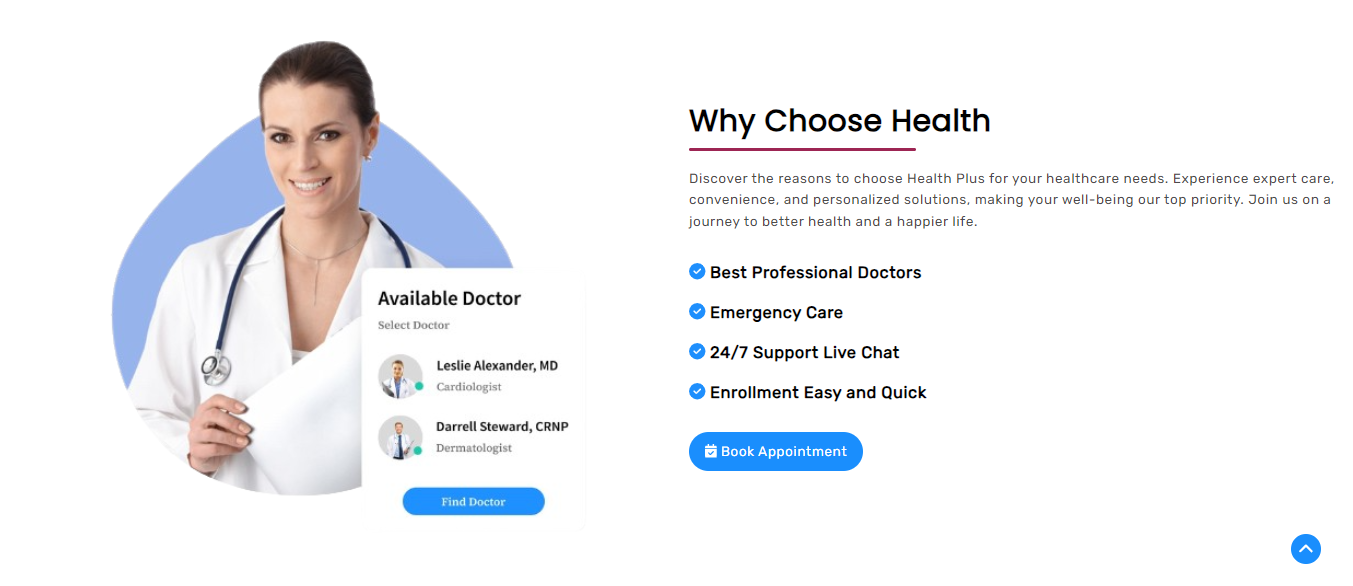 Why Choose Health
Discover the reasons to choose Health Plus for your healthcare needs. Experience expert care,
convenience, and personalized solutions, making your well-being our top priority. Join us on a
journey to better health and a happier life.
Best Professional Doctors
Emergency Care
24/7 Support Live Chat
Enrollment Easy and Quick
Book Appointment
Available Doctor
Select Doctor
Leslie Alexander, MD
Cardiologist
Darrell Steward, CRNP
Dermatologist
Find Doctor